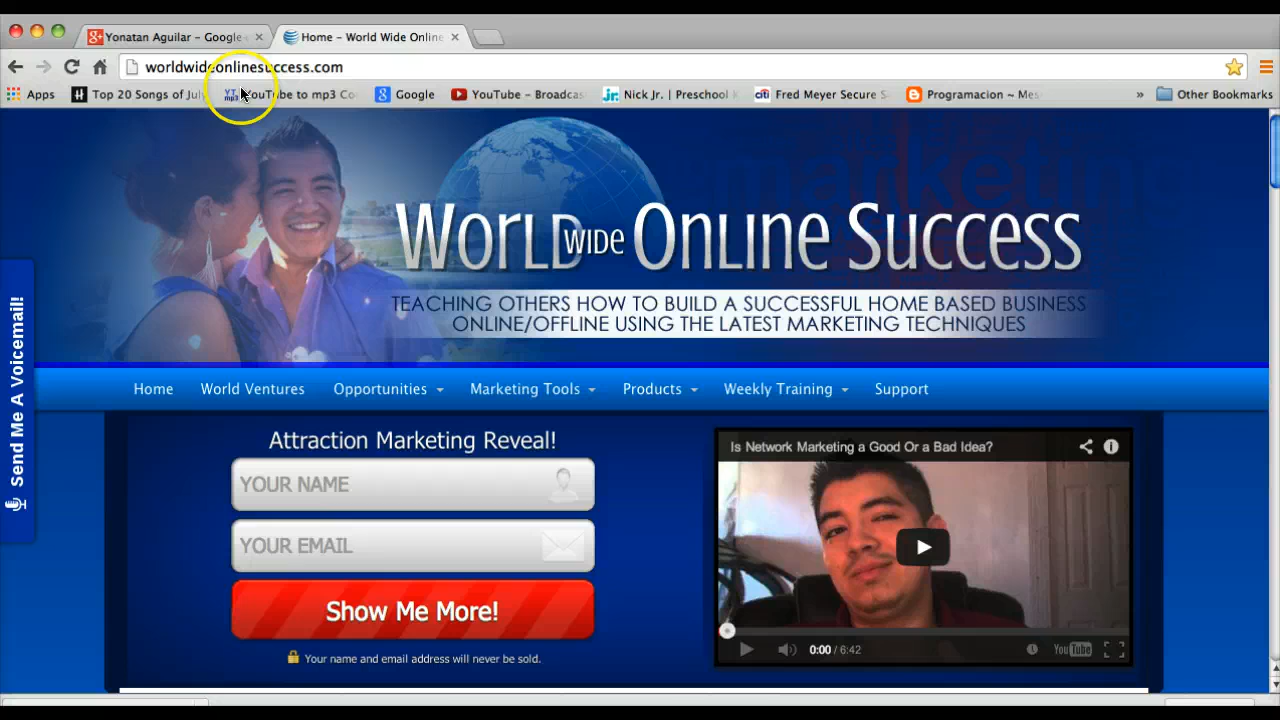 Yonatan Aguilar - Google
Home - World Wide Online
worldwideonlinesuccess.com
Apps
Top 20 Songs of Jul
YouTube to mp3 Co
Google
YouTube - Broadcas
Nick Jr. | Preschool
Fred Meyer Secure S
Programacion ~ Me
»
Other Bookmarks
marketing
World wide Online Success
TEACHING OTHERS HOW TO BUILD A SUCCESSFUL HOME BASED BUSINESS
ONLINE/OFFLINE USING THE LATEST MARKETING TECHNIQUES
Send Me A Voicemail!
Home
World Ventures
Opportunities
Marketing Tools
Products
Weekly Training
Support
Attraction Marketing Reveal!
YOUR NAME
YOUR EMAIL
Show Me More!
Your name and email address will never be sold.
Is Network Marketing a Good Or a Bad Idea?
0:00 / 6:42
YouTube